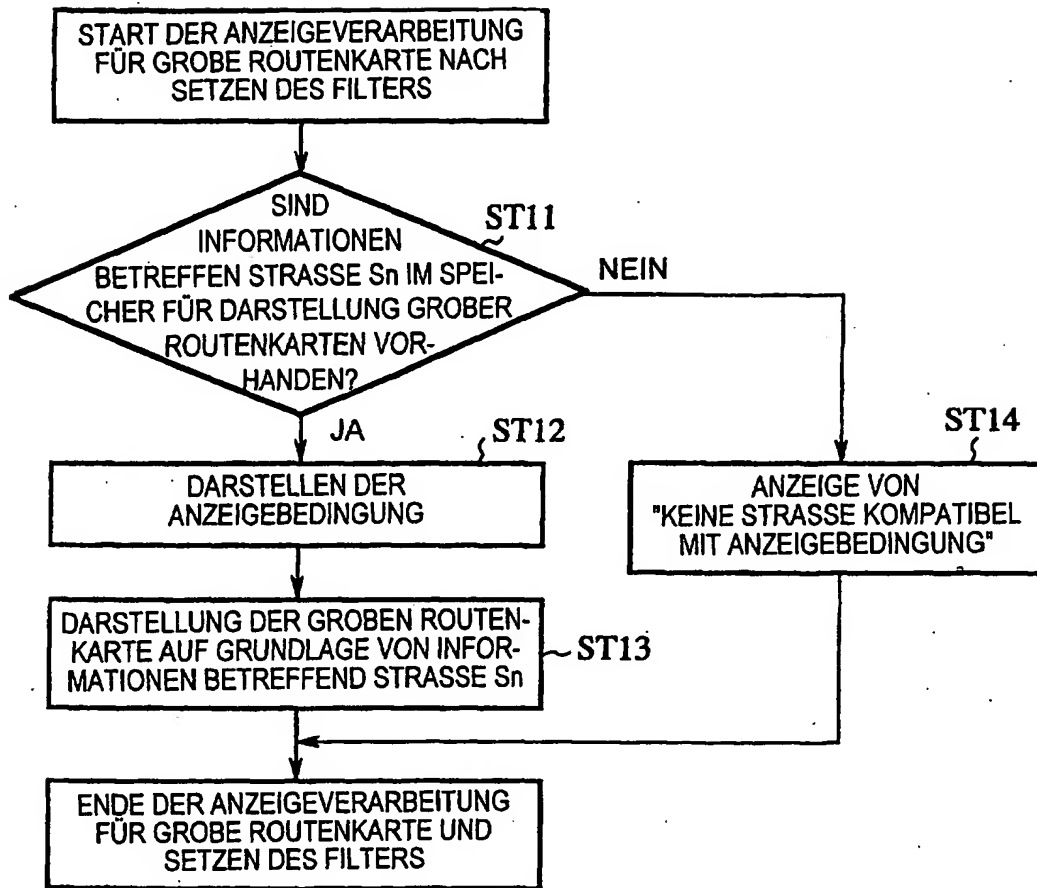 START DER ANZEIGEVERARBEITUNG
FÜR GROBE ROUTENKARTE NACH
SETZEN DES FILTERS
SIND
INFORMATIONEN
BETREFFEN STRASSE Sn IM SPEI-
CHER FÜR DARSTELLUNG GROBER
ROUTENKARTEN VOR-
HANDEN?
ST11
NEIN
JA
ST12
DARSTELLEN DER
ANZEIGEBEDINGUNG
ST14
ANZEIGE VON
"KEINE STRASSE KOMPATIBEL
MIT ANZEIGEBEDINGUNG"
DARSTELLUNG DER GROBEN ROUTEN-
KARTE AUF GRUNDLAGE VON INFOR-
MATIONEN BETREFFEND STRASSE Sn
ST13
ENDE DER ANZEIGEVERARBEITUNG
FÜR GROBE ROUTENKARTE UND
SETZEN DES FILTERS